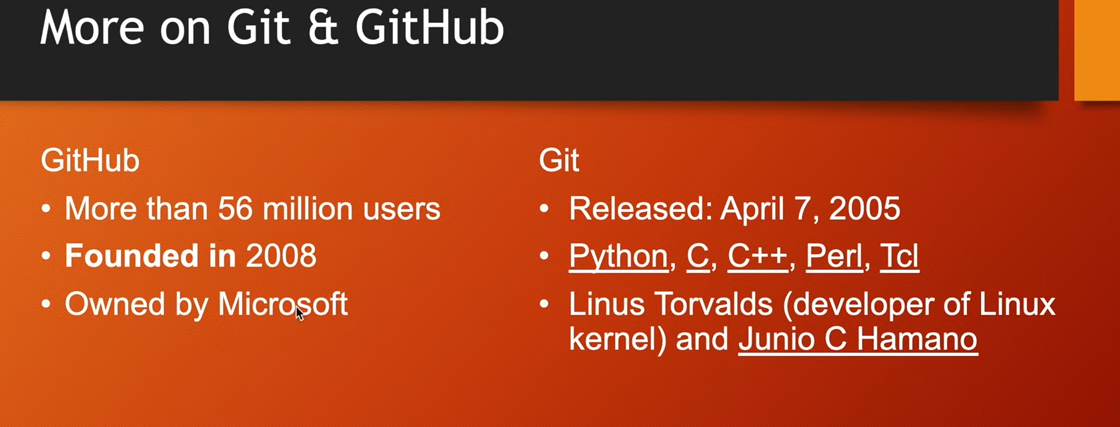 More on Git & GitHub
GitHub
• More than 56 million users
• Founded in 2008
• Owned by Microsoft
Git
• Released: April 7, 2005
• Python, C, C++, Perl, Tcl
• Linus Torvalds (developer of Linux
kernel) and Junio C Hamano